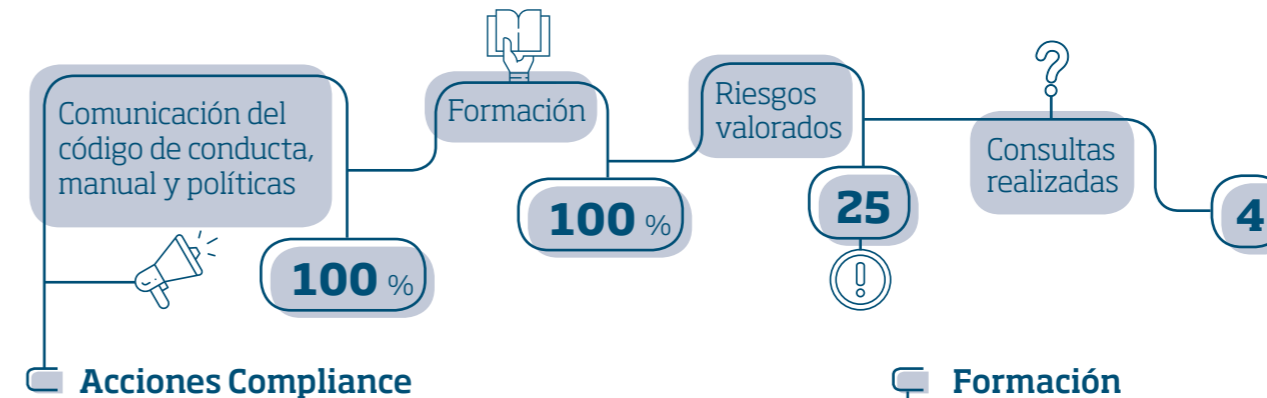 Comunicación del
código de conducta,
manual y políticas
100 %
Formación
100 %
Riesgos
valorados
25
Consultas
realizadas
4
Acciones Compliance
Formación